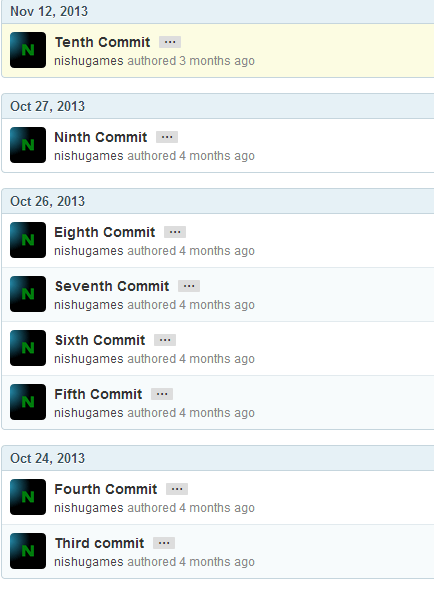 Nov 12, 2013
N
Tenth Commit ...
nishugames authored 3 months ago
Oct 27, 2013
N
Ninth Commit ...
nishugames authored 4 months ago
Oct 26, 2013
N
Eighth Commit ...
nishugames authored 4 months ago
N
Seventh Commit ...
nishugames authored 4 months ago
N
Sixth Commit ...
nishugames authored 4 months ago
N
Fifth Commit ...
nishugames authored 4 months ago
Oct 24, 2013
N
Fourth Commit ...
nishugames authored 4 months ago
N
Third commit ...
nishugames authored 4 months ago